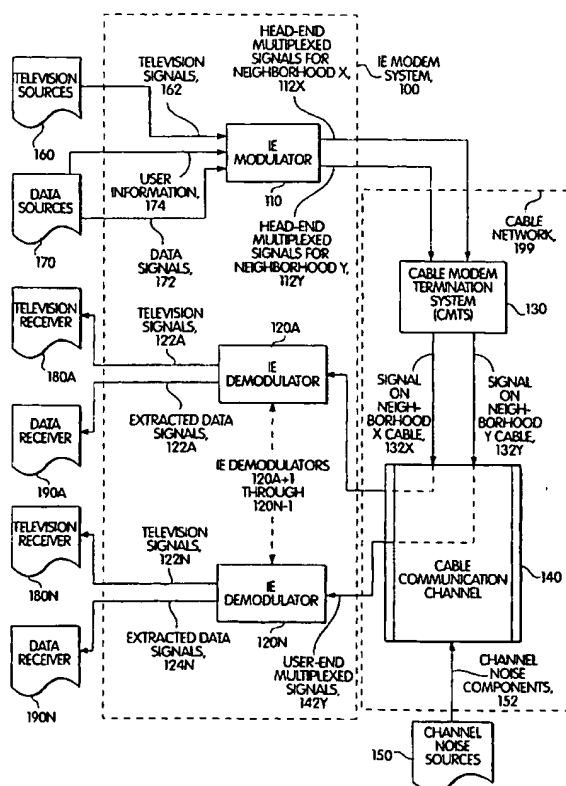 HEAD-END
MULTIPLEXED
SIGNALS FOR
NEIGHBORHOOD X,
112X
IE MODEM
SYSTEM,
100
TELEVISION
SIGNALS,
162
TELEVISION
SOURCES
160
IE
MODULATOR
110
USER
INFORMATION,
174
DATA
SOURCES
170
DATA
SIGNALS,
172
HEAD-END
MULTIPLEXED
SIGNALS FOR
NEIGHBORHOOD Y,
112Y
CABLE
NETWORK,
199
CABLE MODEM
TERMINATION
SYSTEM
(CMTS)
130
TELEVISION
RECEIVER
180A
TELEVISION
SIGNALS,
122A
120A
IE
DEMODULATOR
EXTRACTED DATA
SIGNALS,
122A
DATA
RECEIVER
190A
SIGNAL
ON
NEIGH-
BORHOOD
X CABLE,
132X
SIGNAL
ON
NEIGH-
BORHOOD
Y CABLE,
132Y
IE DEMODULATORS
120A+1
THROUGH
120N-1
TELEVISION
RECEIVER
180N
TELEVISION
SIGNALS,
122N
IE
DEMODULATOR
120N
EXTRACTED DATA
SIGNALS,
124N
DATA
RECEIVER
190N
USER-END
MULTIPLEXED
SIGNALS,
142Y
CABLE
COMMUNICATION
CHANNEL
140
CHANNEL
NOISE
COMPONENTS,
152
150
CHANNEL
NOISE
SOURCES